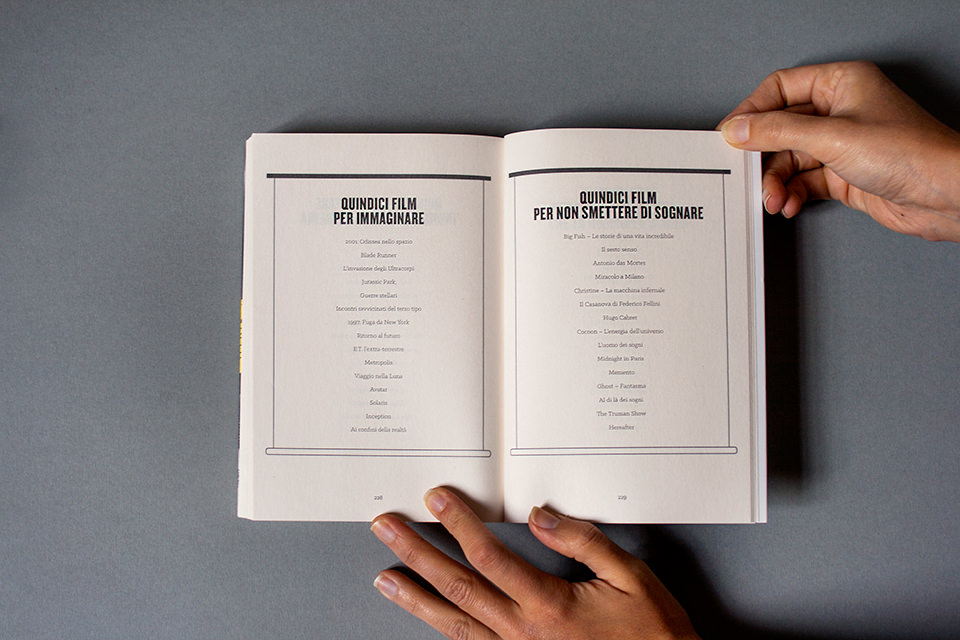 QUINDICI FILM
PER IMMAGINARE
2001: Odissea nello spazio
Blade Runner
L'invasione degli Ultracorpi
Jurassic Park,
Guerre stellari
Incontri ravvicinati del terzo tipo
1997: Fuga da New York
Ritorno al futuro
E.T. l'extra-terrestre
Metropolis
Viaggio nella Luna
Avatar
Solaris
Inception
Ai confini della realtà
228
QUINDICI FILM
PER NON SMETTERE DI SOGNARE
Big Fish – Le storie di una vita incredibile
Il sesto senso
Antonio das Mortes
Miracolo a Milano
Christine – La macchina infernale
Il Casanova di Federico Fellini
Hugo Cabret
Cocoon – L'energia dell'universo
L'uomo dei sogni
Midnight in Paris
Memento
Ghost – Fantasma
Al di là dei sogni
The Truman Show
Hereafter
229